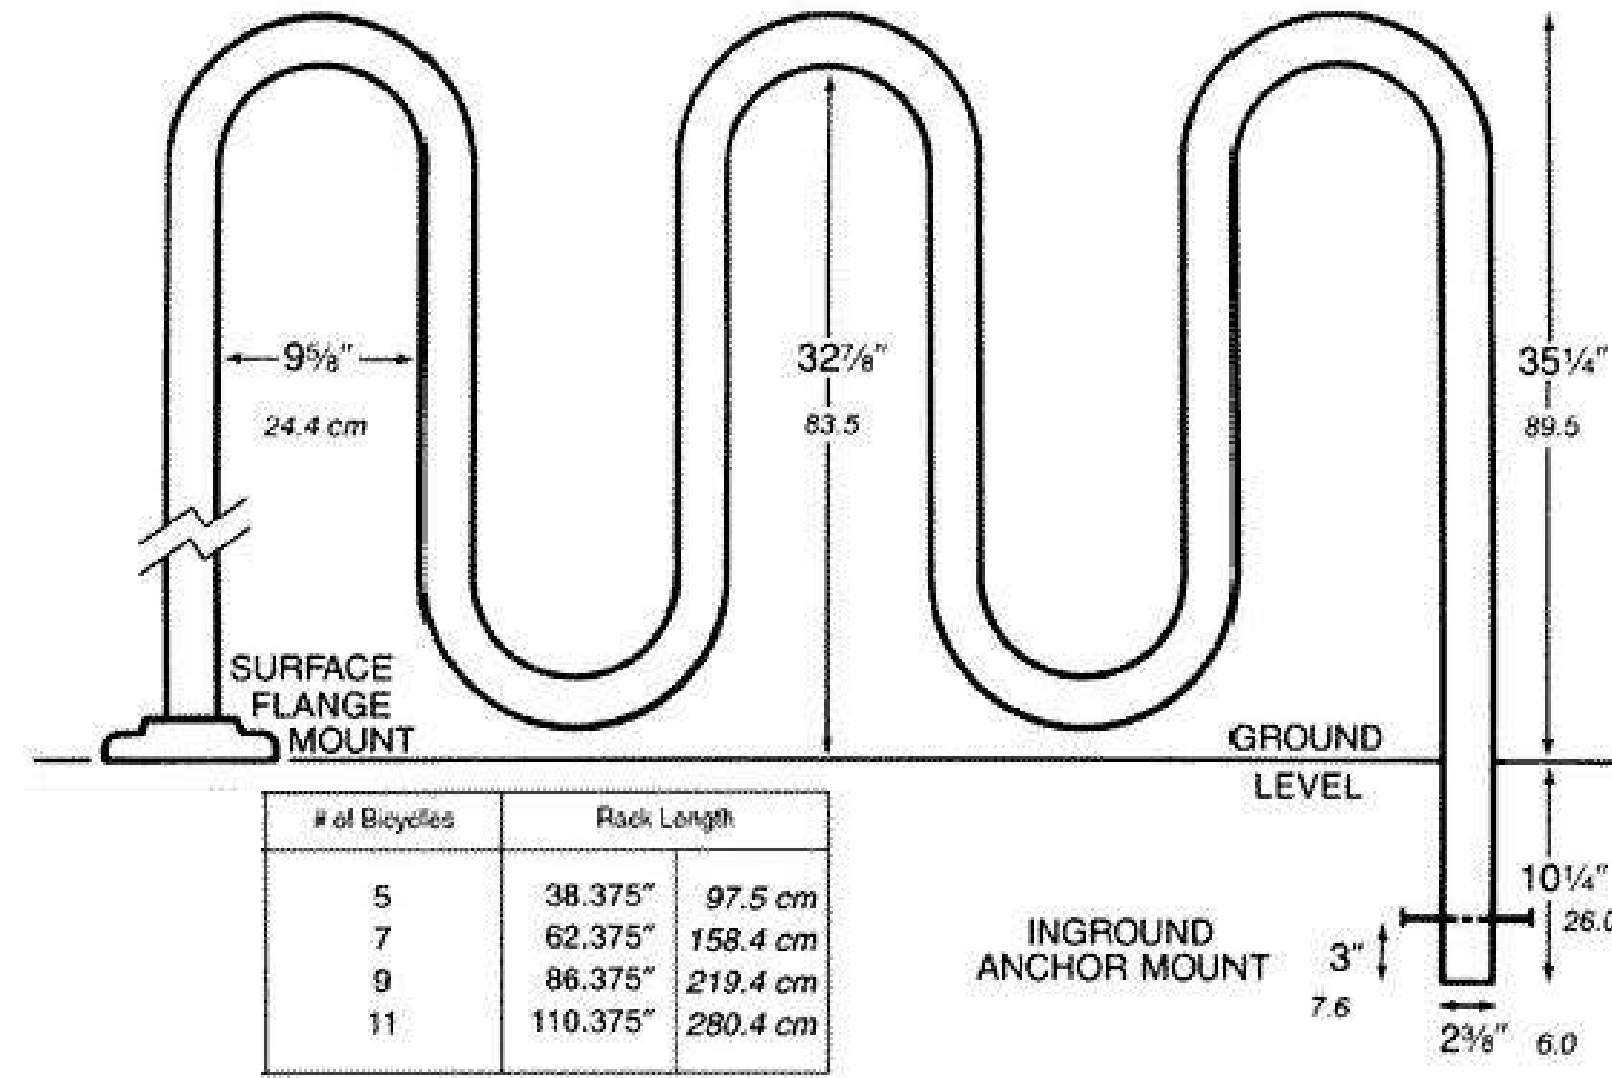 9⅝"
24.4 cm
32⅞"
83.5
35¼"
89.5
SURFACE
FLANGE
MOUNT
GROUND
LEVEL
# of Bicycles Rack Length
5 38.375" 97.5 cm
7 62.375" 158.4 cm
9 86.375" 219.4 cm
11 110.375" 280.4 cm
INGROUND
ANCHOR MOUNT
3"
7.6
10¼"
26.0
2⅜" 6.0